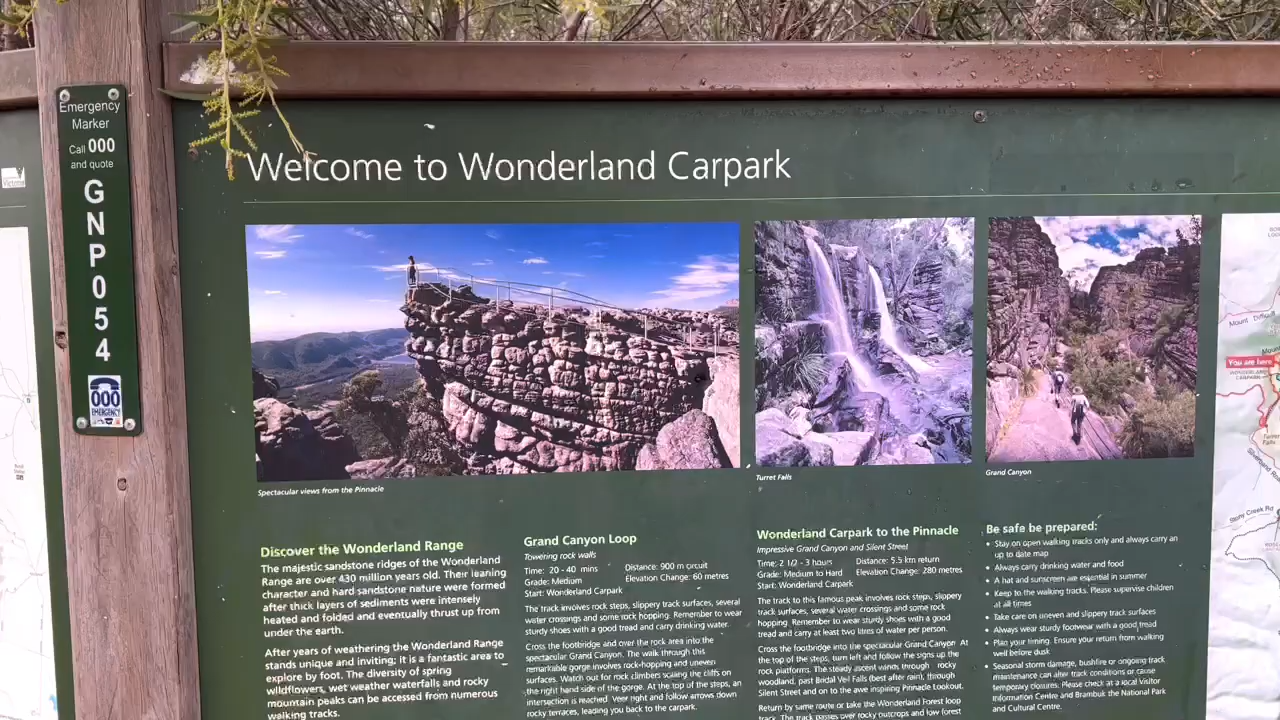 Emergency
Marker
Call 000
and quote
G
N
P
0
5
4
000
EMERGENCY
Victoria
Welcome to Wonderland Carpark
Spectacular views from the Pinnacle
Turret Falls
Grand Canyon
Discover the Wonderland Range
The majestic sandstone ridges of the Wonderland
Range are over 430 million years old. Their leaning
character and hard sandstone nature were formed
after thick layers of sediments were intensely
heated and folded and eventually thrust up from
under the earth.
After years of weathering the Wonderland Range
stands unique and inviting; it is a fantastic area to
explore by foot. The diversity of spring
wildflowers, wet weather waterfalls and rocky
mountain peaks can be accessed from numerous
walking tracks.
Grand Canyon Loop
Towering rock walls
Time: 20 - 40 mins Distance: 900 m circuit
Grade: Medium Elevation Change: 60 metres
Start: Wonderland Carpark
The track involves rock steps, slippery track surfaces, several
water crossings and some rock hopping. Remember to wear
sturdy shoes with a good tread and carry drinking water.
Cross the footbridge and over the rock area into the
spectacular Grand Canyon. The walk through this
remarkable gorge involves rock-hopping and uneven
surfaces. Watch out for rock climbers scaling the cliffs on
the right hand side of the gorge. At the top of the steps, an
intersection is reached. Veer right and follow arrows down
rocky terraces, leading you back to the carpark.
Wonderland Carpark to the Pinnacle
Impressive Grand Canyon and Silent Street
Time: 2 1/2 - 3 hours Distance: 5.5 km return
Grade: Medium to Hard Elevation Change: 280 metres
Start: Wonderland Carpark
The track to this famous peak involves rock steps, slippery
track surfaces, several water crossings and some rock
hopping. Remember to wear sturdy shoes with a good
tread and carry at least two litres of water per person.
Cross the footbridge into the spectacular Grand Canyon. At
the top of the steps, turn left and follow the signs up the
rock platforms. The steady ascent winds through rocky
woodland, past Bridal Veil Falls (best after rain), through
Silent Street and on to the awe inspiring Pinnacle Lookout.
Return by same route or take the Wonderland Forest loop
track. The track passes over rocky outcrops and low forest
Be safe be prepared:
• Stay on open walking tracks only and always carry an
up to date map
• Always carry drinking water and food
• A hat and sunscreen are essential in summer
• Keep to the walking tracks. Please supervise children
at all times
• Take care on uneven and slippery track surfaces
• Always wear sturdy footwear with a good tread
• Plan your timing. Ensure your return from walking
well before dusk
• Seasonal storm damage, bushfire or ongoing track
maintenance can alter track conditions or cause
temporary closures. Please check at a local Visitor
Information Centre and Brambuk the National Park
and Cultural Centre.
You are here
WONDERLAND
CARPARK
Stony Creek Rd